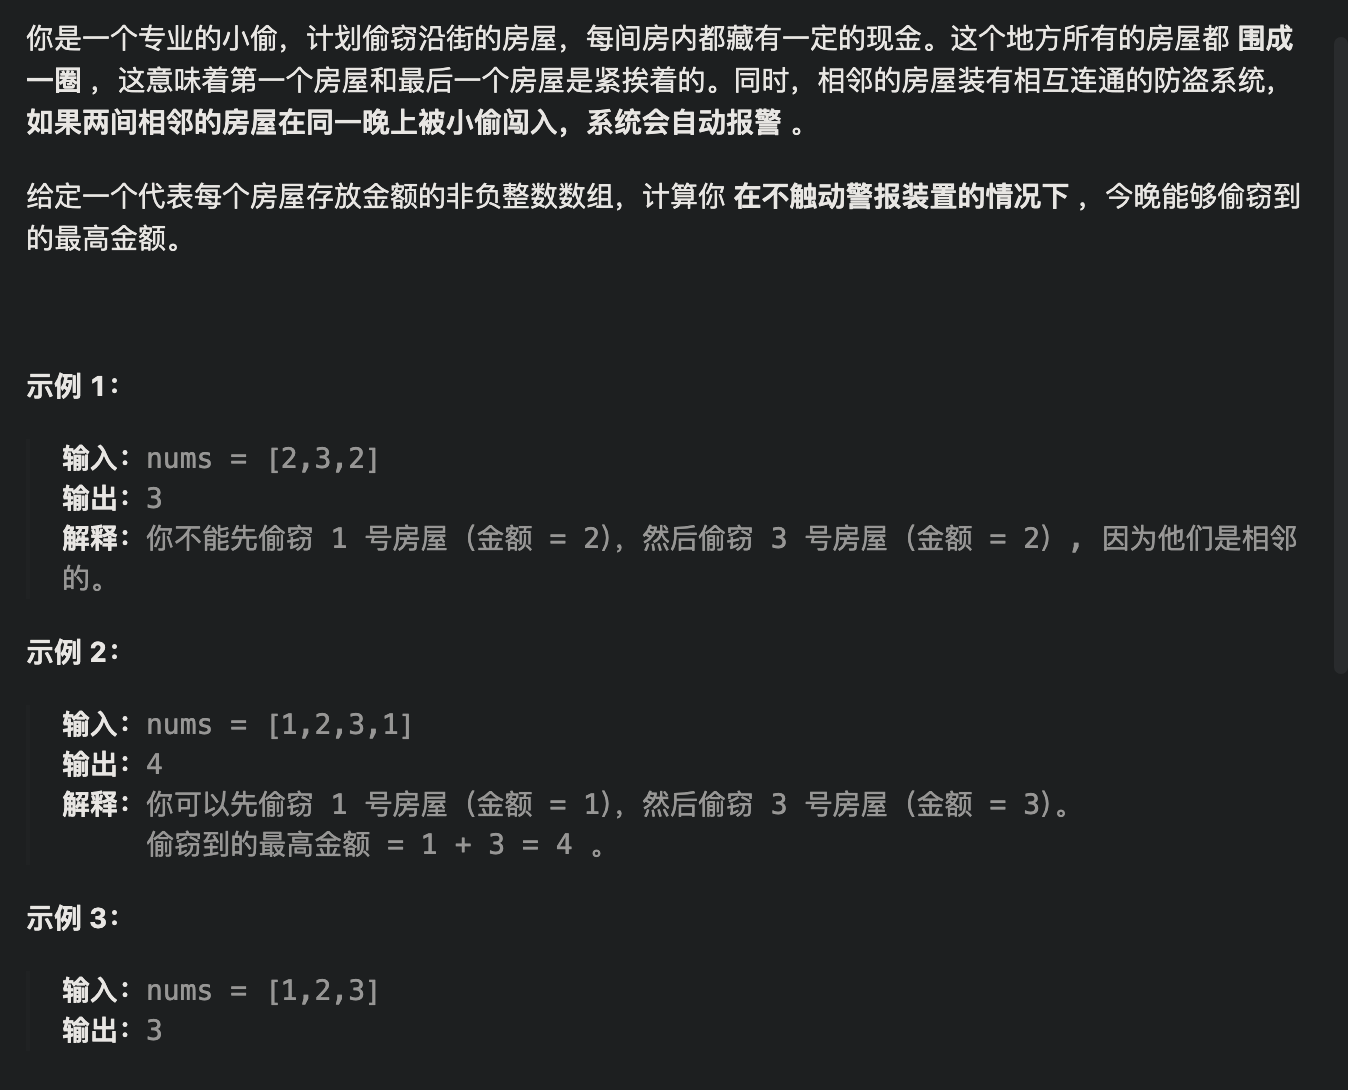 你是一个专业的小偷，计划偷窃沿街的房屋，每间房内都藏有一定的现金。这个地方所有的房屋都 围成
一圈 ，这意味着第一个房屋和最后一个房屋是紧挨着的。同时，相邻的房屋装有相互连通的防盗系统，
如果两间相邻的房屋在同一晚上被小偷闯入，系统会自动报警 。
给定一个代表每个房屋存放金额的非负整数数组，计算你 在不触动警报装置的情况下 ，今晚能够偷窃到
的最高金额。
示例 1：
输入：nums = [2,3,2]
输出：3
解释：你不能先偷窃 1 号房屋（金额 = 2），然后偷窃 3 号房屋（金额 = 2）, 因为他们是相邻
的。
示例 2：
输入：nums = [1,2,3,1]
输出：4
解释：你可以先偷窃 1 号房屋（金额 = 1），然后偷窃 3 号房屋（金额 = 3）。
偷窃到的最高金额 = 1 + 3 = 4 。
示例 3：
输入：nums = [1,2,3]
输出：3